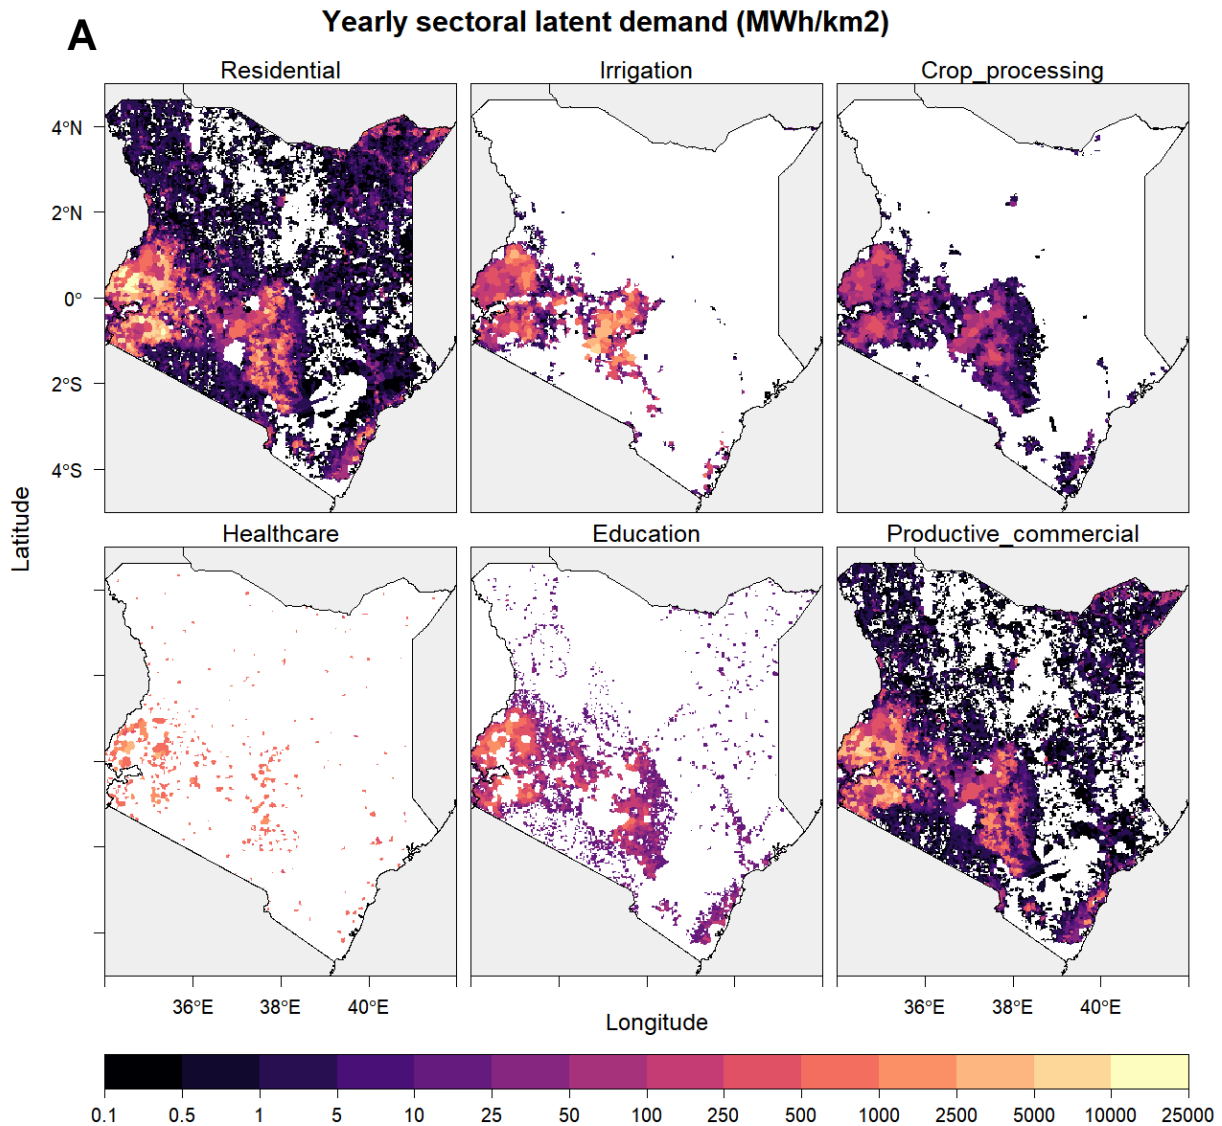 A
Yearly sectoral latent demand (MWh/km2)
Residential
Irrigation
Crop_processing
4°N
2°N
0°
2°S
4°S
Latitude
Healthcare
Education
Productive_commercial
36°E 38°E 40°E
36°E 38°E 40°E
Longitude
0.1 0.5 1 5 10 25 50 100 250 500 1000 2500 5000 10000 25000